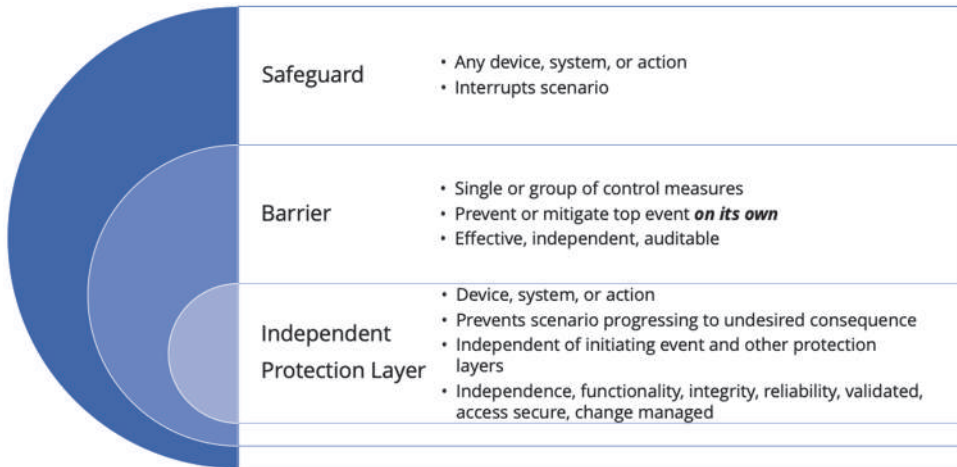 Safeguard
• Any device, system, or action
• Interrupts scenario
Barrier
• Single or group of control measures
• Prevent or mitigate top event on its own
• Effective, independent, auditable
Independent
Protection Layer
• Device, system, or action
• Prevents scenario progressing to undesired consequence
• Independent of initiating event and other protection
layers
• Independence, functionality, integrity, reliability, validated,
access secure, change managed